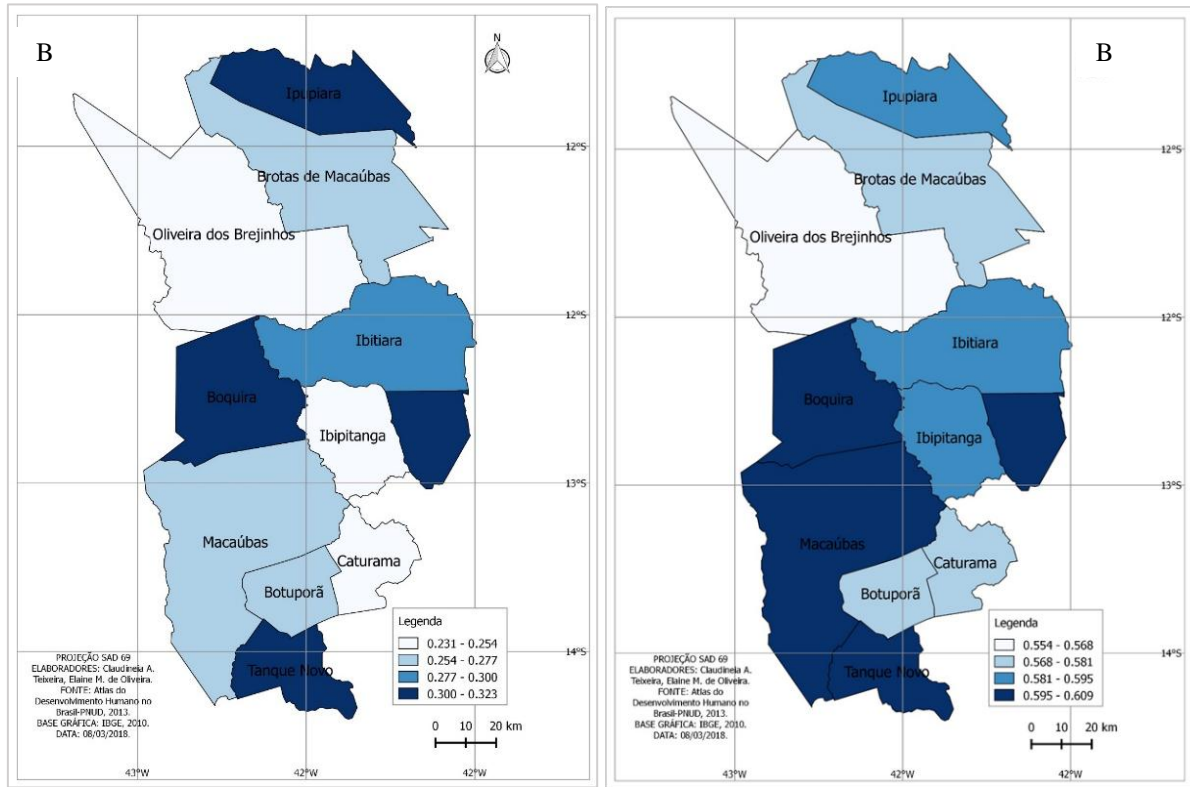 B
N
Ipupiara
12°S
Brotas de Macaúbas
Oliveira dos Brejinhos
12°S
Ibitiara
Boquira
Ibipitanga
13°S
Macaúbas
Caturama
Botuporã
Legenda
0.231 - 0.254
0.254 - 0.277
0.277 - 0.300
0.300 - 0.323
14°S
Tanque Novo
PROJEÇÃO SAD 69
ELABORADORES: Claudineia A.
Teixeira, Elaine M. de Oliveira.
FONTE: Atlas do
Desenvolvimento Humano no
Brasil-PNUD, 2013.
BASE GRÁFICA: IBGE, 2010.
DATA: 08/03/2018.
0 10 20 km
43°W
42°W
42°W
B
Ipupiara
12°S
Brotas de Macaúbas
Oliveira dos Brejinhos
12°S
Ibitiara
Boquira
Ibipitanga
13°S
Macaúbas
Caturama
Botuporã
Legenda
0.554 - 0.568
0.568 - 0.581
0.581 - 0.595
0.595 - 0.609
14°S
Tanque Novo
PROJEÇÃO SAD 69
ELABORADORES: Claudineia A.
Teixeira, Elaine M. de Oliveira.
FONTE: Atlas do
Desenvolvimento Humano no
Brasil-PNUD, 2013.
BASE GRÁFICA: IBGE, 2010.
DATA: 08/03/2018.
0 10 20 km
43°W
42°W
42°W